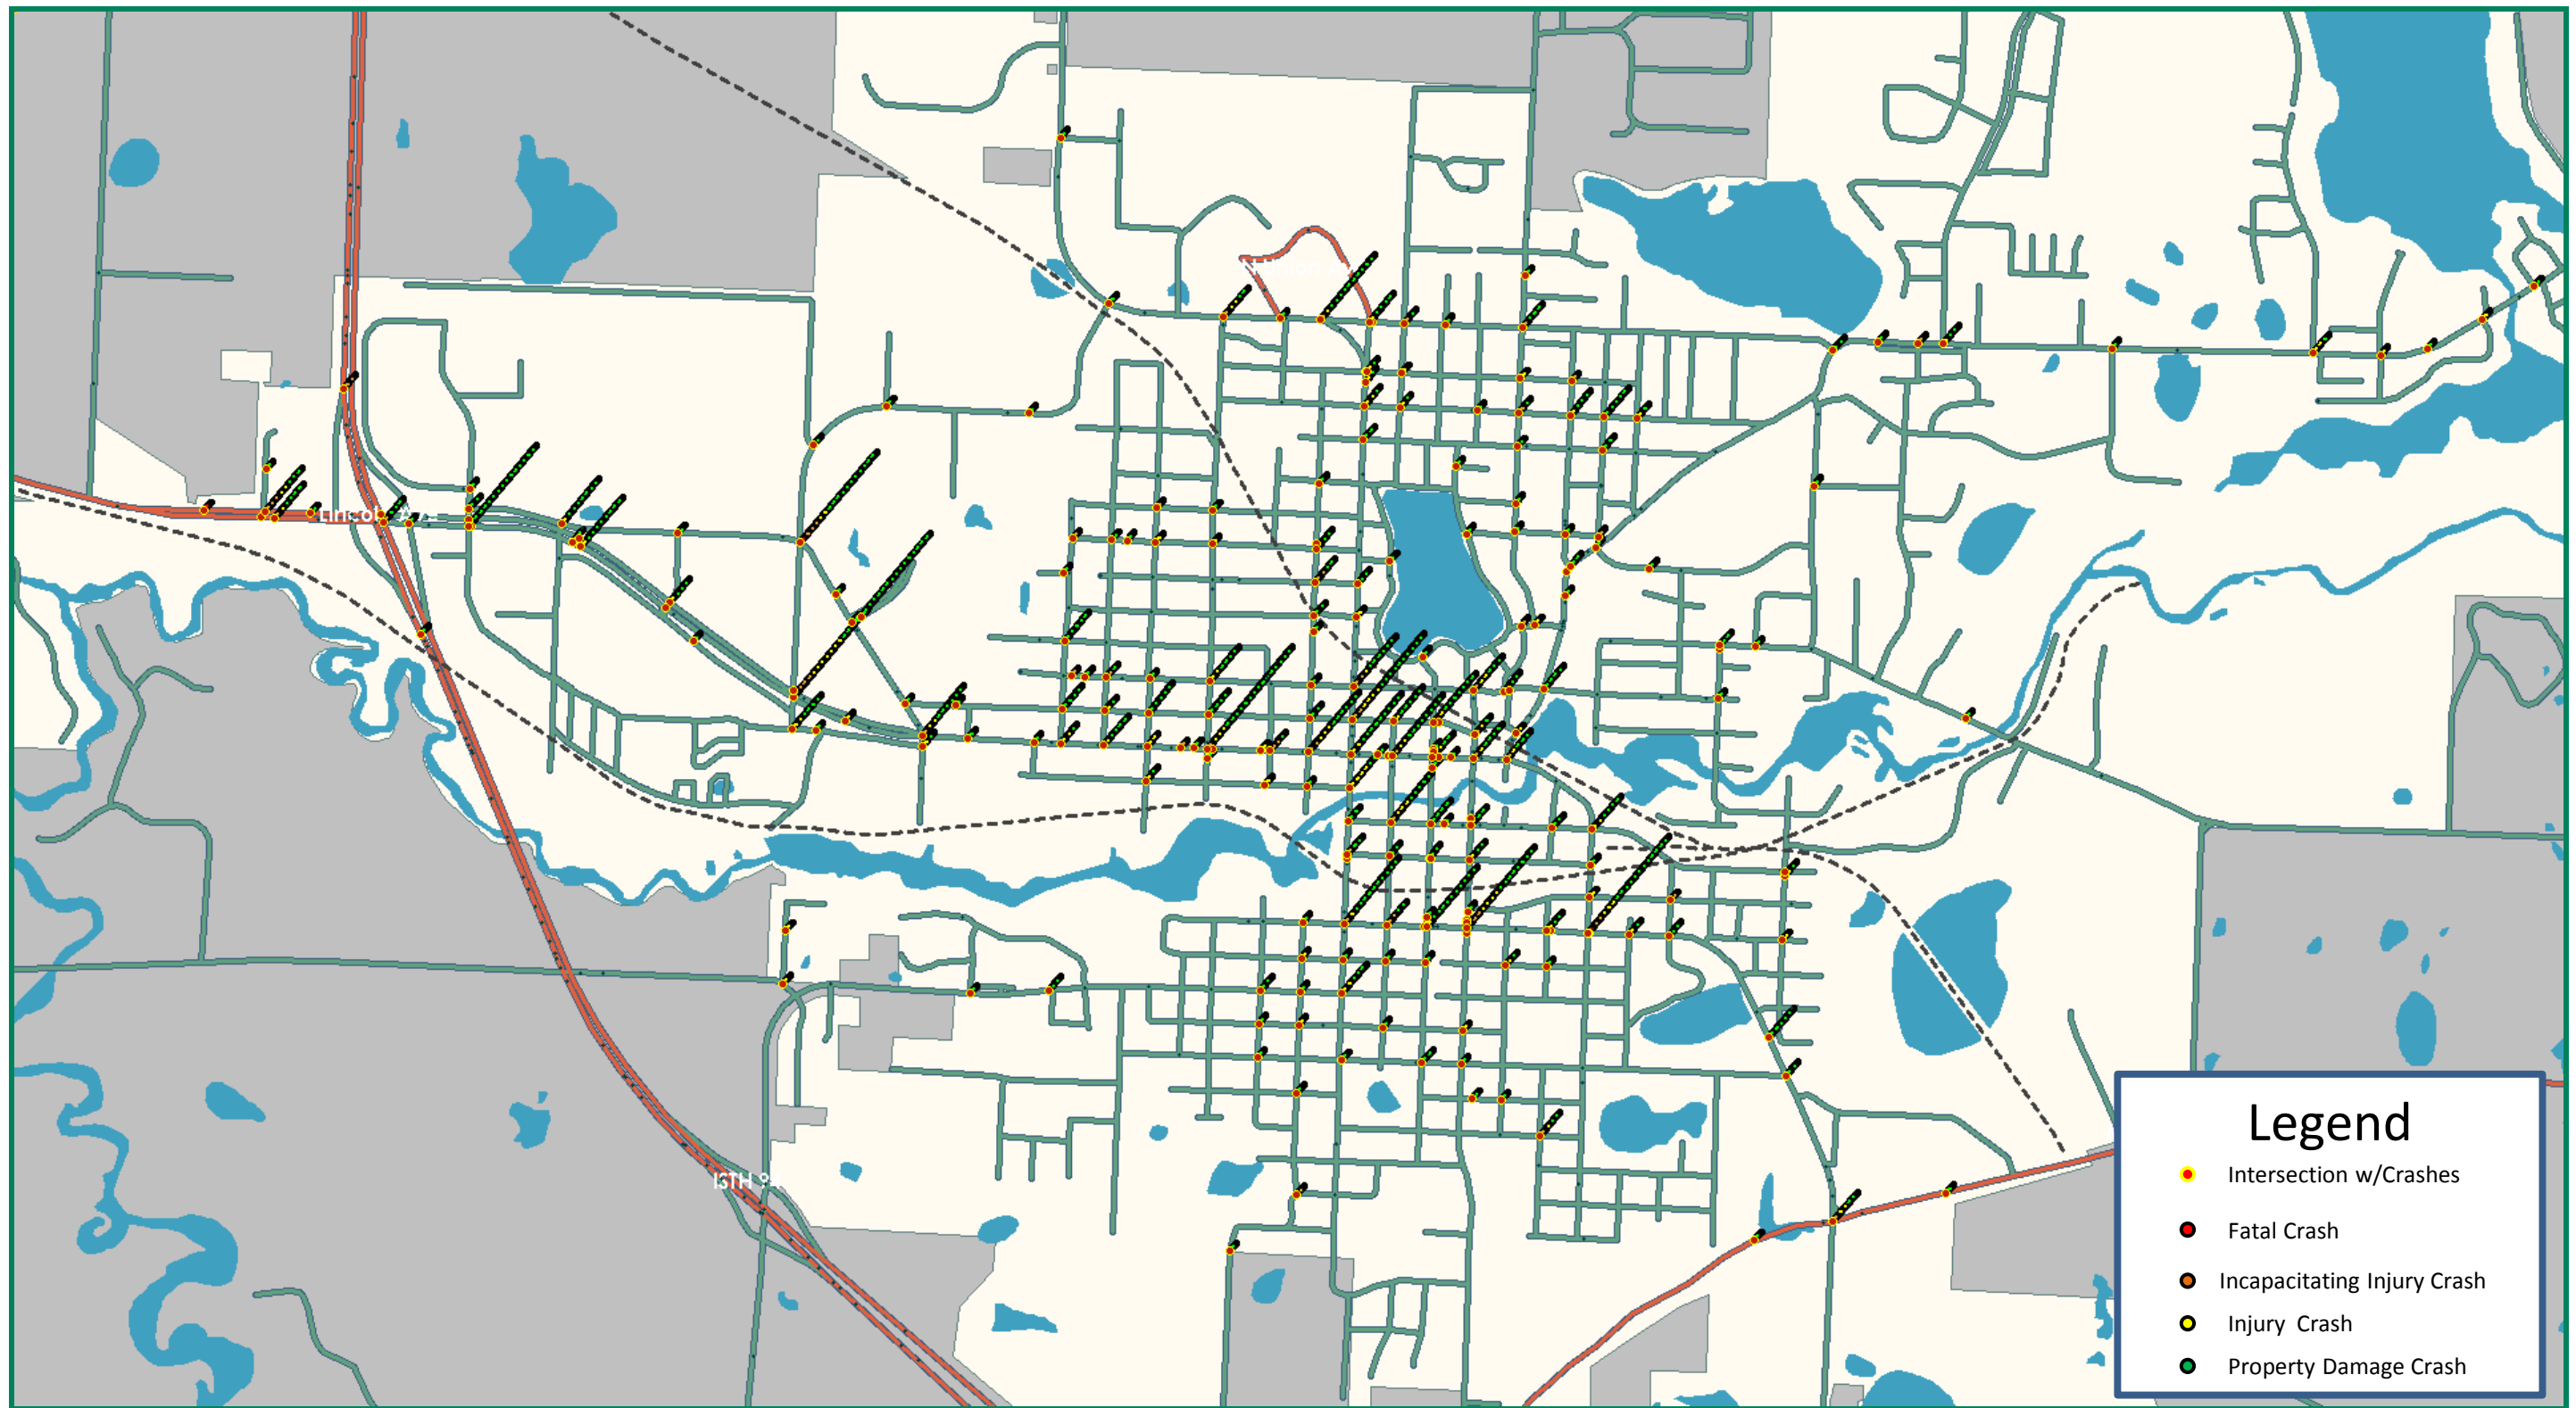 Legend
Intersection w/Crashes
Fatal Crash
Incapacitating Injury Crash
Injury Crash
Property Damage Crash